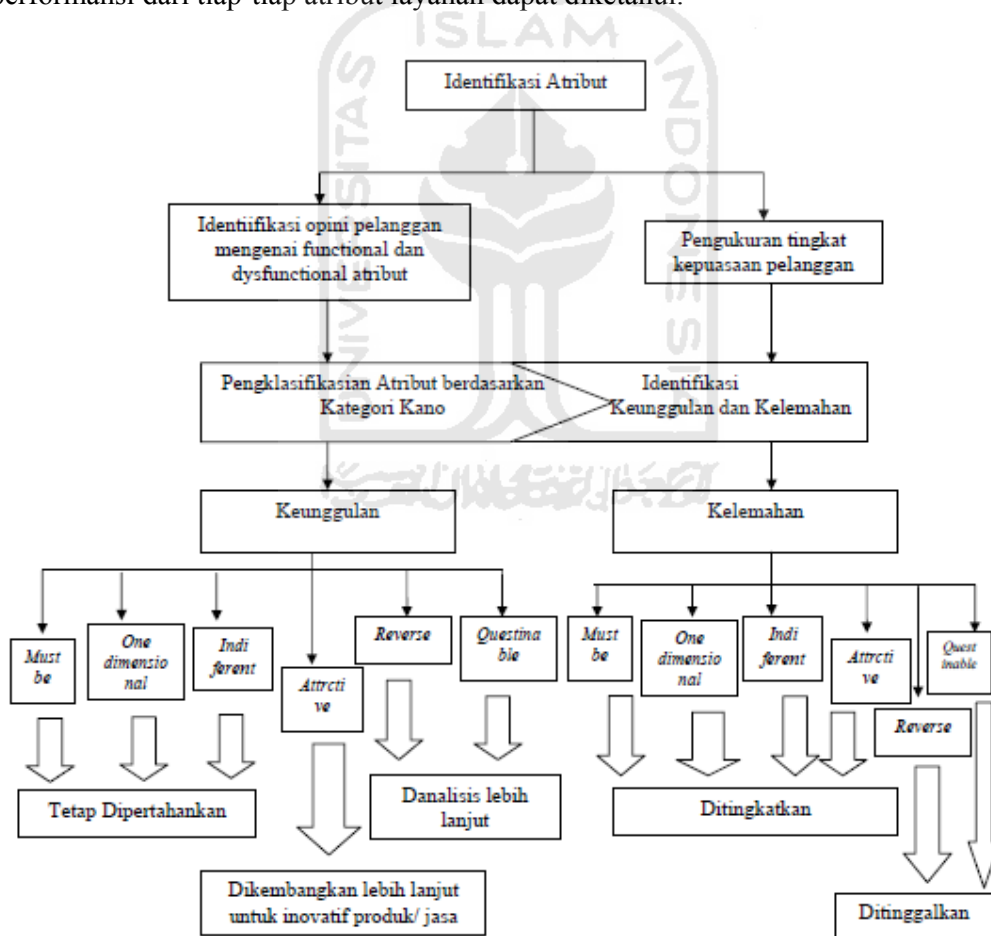 performansi dari tiap-tiap atribut layanan dapat diketahui.
ISLAM
UNIVERSITAS
INDONESIA
Identifikasi Atribut
Identiifikasi opini pelanggan
mengenai functional dan
dysfunctional atribut
Pengukuran tingkat
kepuasaan pelanggan
Pengklasifikasian Atribut berdasarkan
Kategori Kano
Identifikasi
Keunggulan dan Kelemahan
Keunggulan
Kelemahan
Must
be
One
dimensio
nal
Indi
ferent
Attrcti
ve
Reverse
Questina
ble
Must
be
One
dimensio
nal
Indi
ferent
Attrcti
ve
Reverse
Quest
inable
Tetap Dipertahankan
Danalisis lebih
lanjut
Ditingkatkan
Dikembangkan lebih lanjut
untuk inovatif produk/ jasa
Ditinggalkan